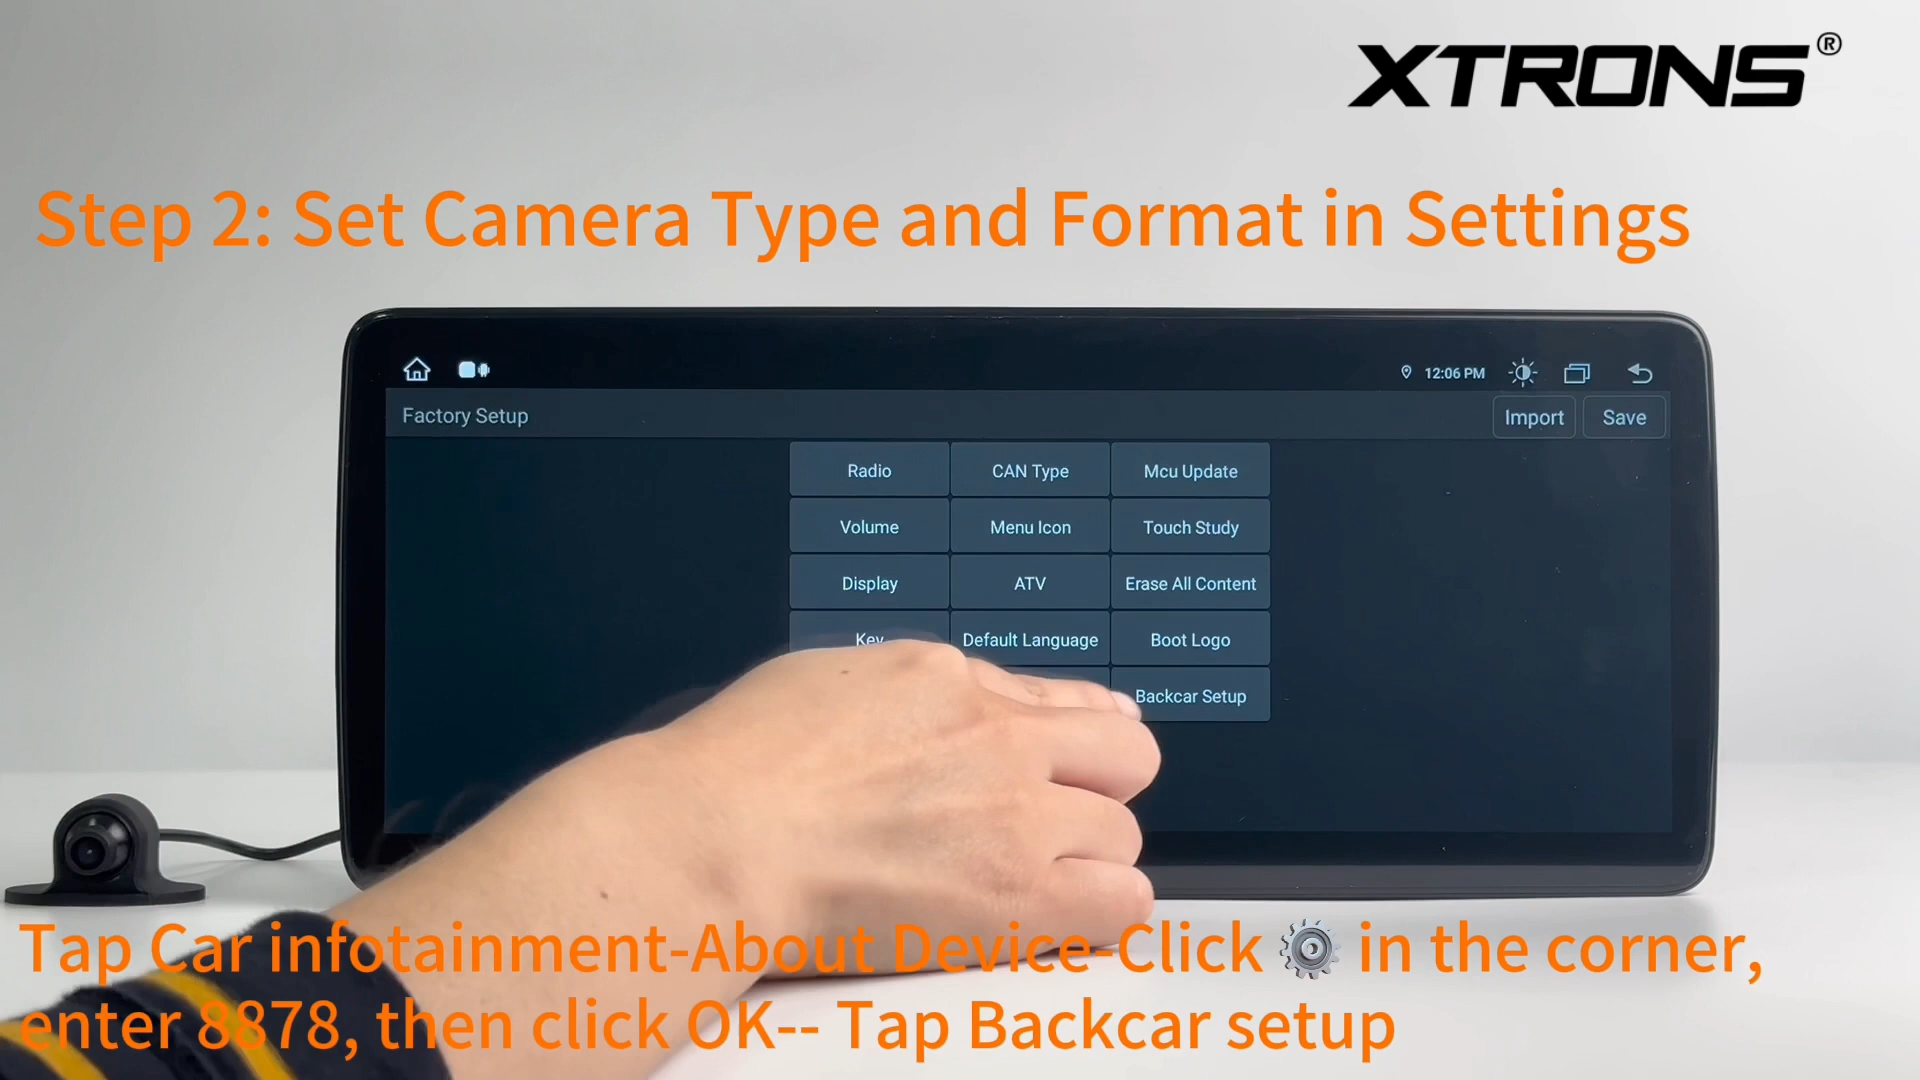 XTRONS®
Step 2: Set Camera Type and Format in Settings
12:06 PM
Factory Setup
Import
Save
Radio
CAN Type
Mcu Update
Volume
Menu Icon
Touch Study
Display
ATV
Erase All Content
Key
Default Language
Boot Logo
Backcar Setup
Tap Car infotainment-About Device-Click ⚙ in the corner,
enter 8878, then click OK-- Tap Backcar setup